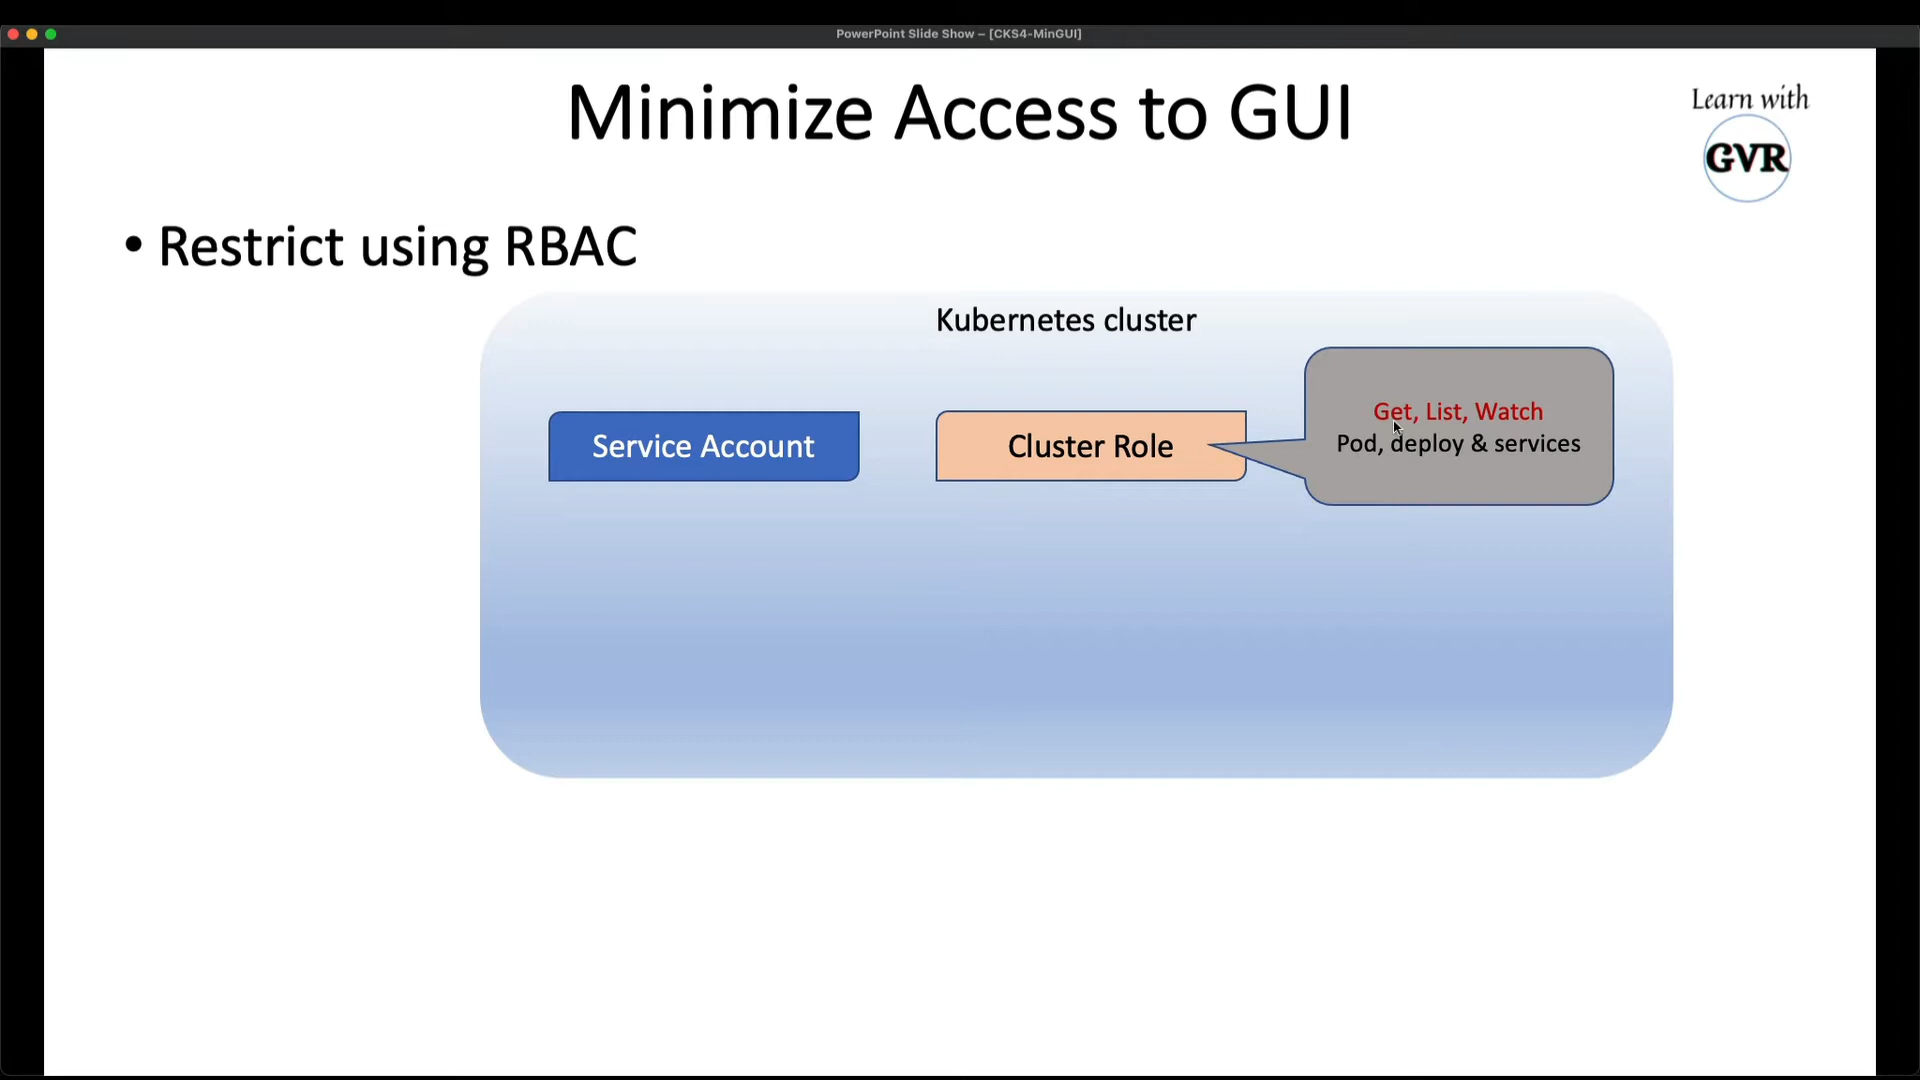 PowerPoint Slide Show – [CKS4-MinGUI]
Minimize Access to GUI
Learn with
GVR
• Restrict using RBAC
Kubernetes cluster
Service Account
Cluster Role
Get, List, Watch
Pod, deploy & services